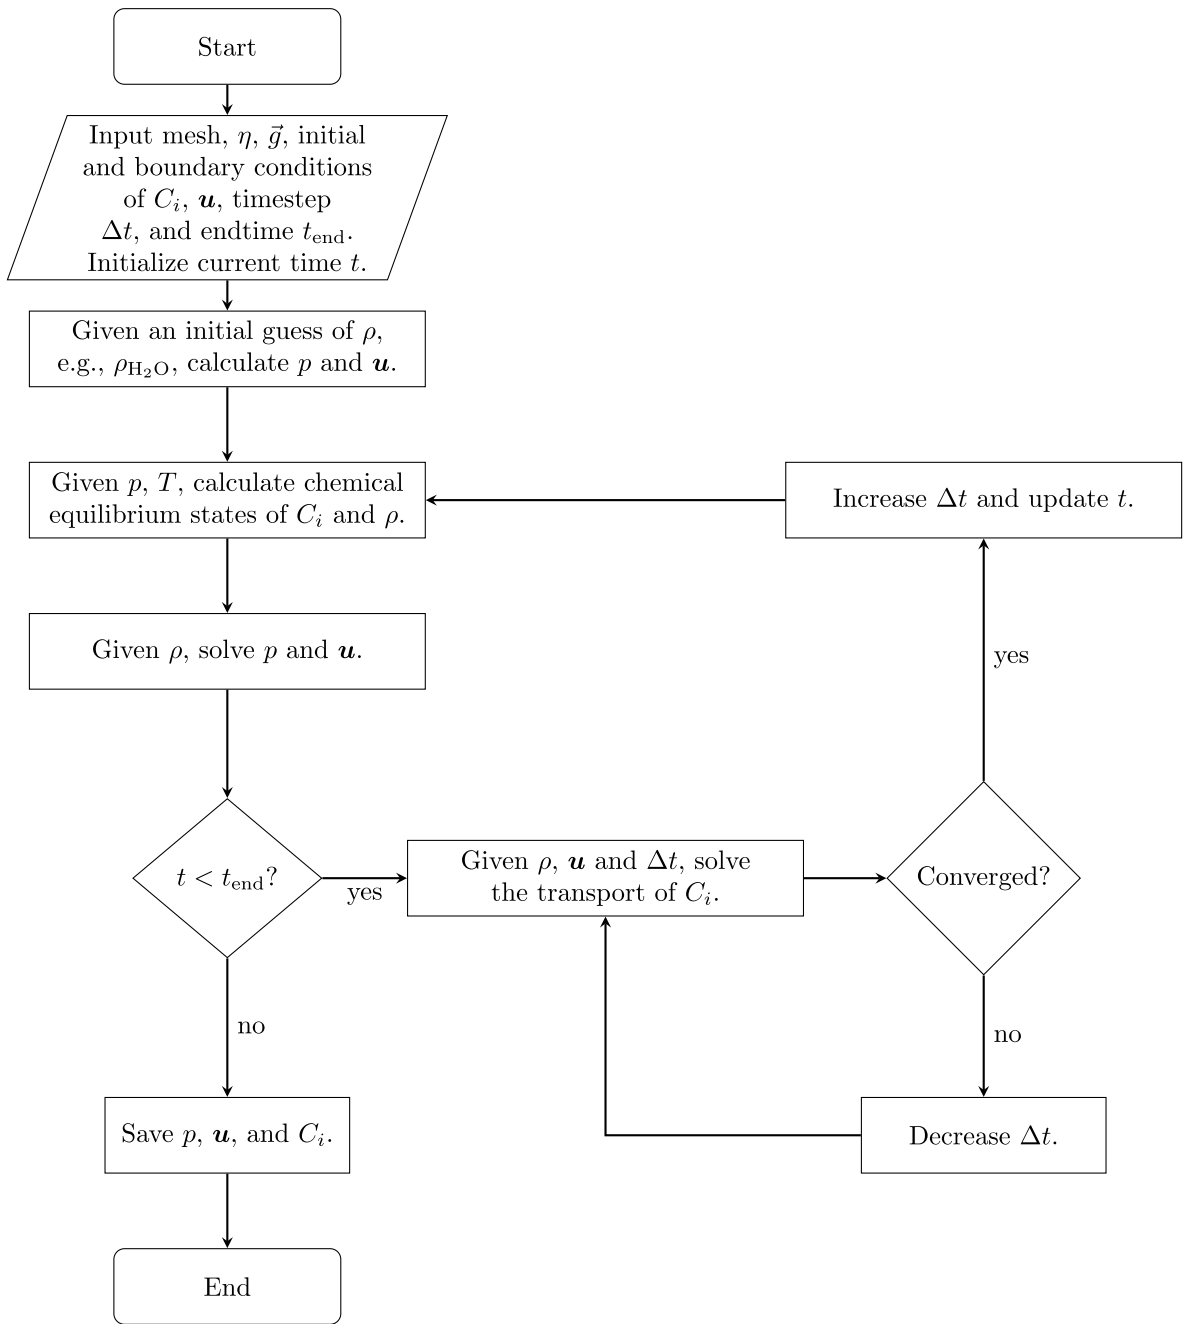 Start
Input mesh, η, g⃗, initial
and boundary conditions
of Cᵢ, u, timestep
Δt, and endtime t_end.
Initialize current time t.
Given an initial guess of ρ,
e.g., ρ_H₂O, calculate p and u.
Given p, T, calculate chemical
equilibrium states of Cᵢ and ρ.
Increase Δt and update t.
Given ρ, solve p and u.
yes
t < t_end?
yes
Given ρ, u and Δt, solve
the transport of Cᵢ.
Converged?
no
no
Save p, u, and Cᵢ.
Decrease Δt.
End